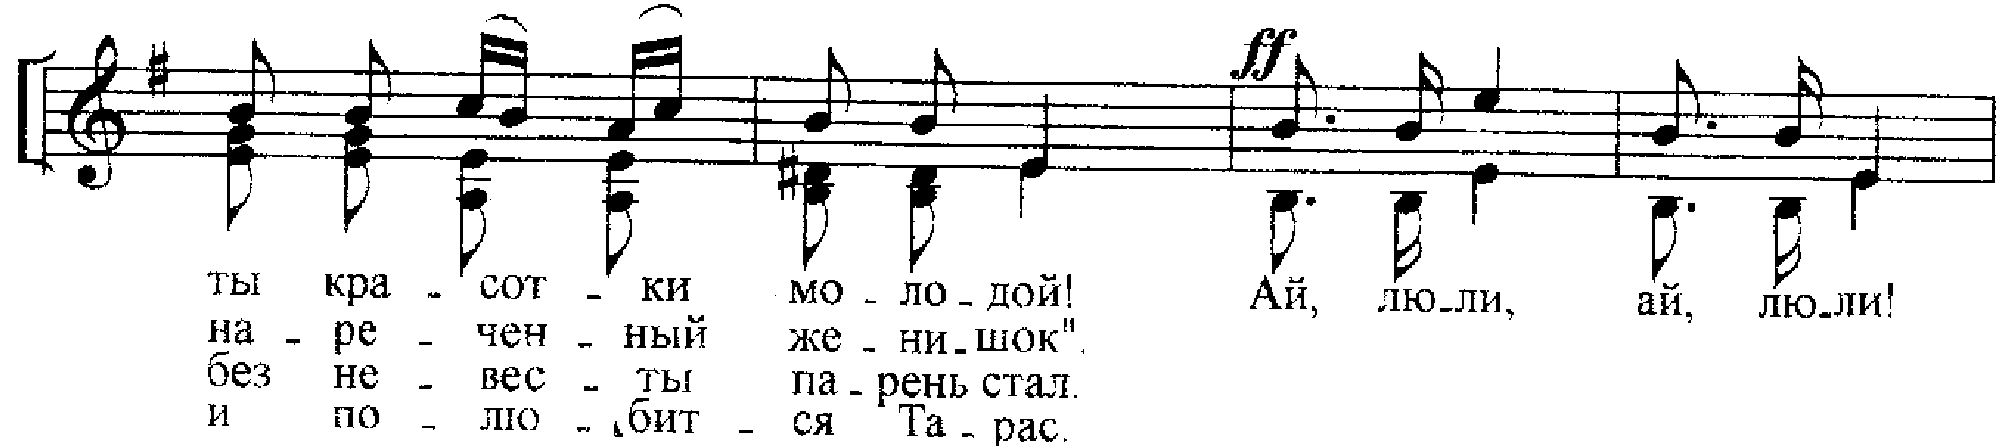 ff
ты кра - сот - ки мо - ло - дой! Ай, лю - ли, ай, лю - ли!
на - ре - чен - ный же - ни - шок".
без не - вес - ты па - рень стал.
и по - лю - бит - ся Та - рас.